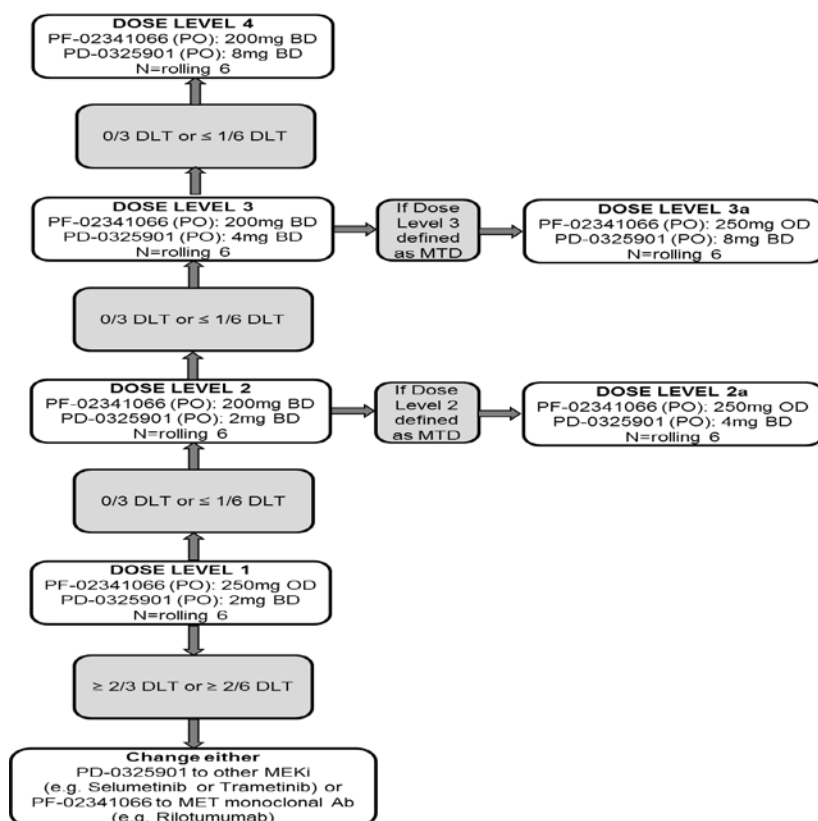 DOSE LEVEL 4
PF-02341066 (PO): 200mg BD
PD-0325901 (PO): 8mg BD
N=rolling 6
0/3 DLT or ≤ 1/6 DLT
DOSE LEVEL 3
PF-02341066 (PO): 200mg BD
PD-0325901 (PO): 4mg BD
N=rolling 6
If Dose
Level 3
defined
as MTD
DOSE LEVEL 3a
PF-02341066 (PO): 250mg OD
PD-0325901 (PO): 8mg BD
N=rolling 6
0/3 DLT or ≤ 1/6 DLT
DOSE LEVEL 2
PF-02341066 (PO): 200mg BD
PD-0325901 (PO): 2mg BD
N=rolling 6
If Dose
Level 2
defined
as MTD
DOSE LEVEL 2a
PF-02341066 (PO): 250mg OD
PD-0325901 (PO): 4mg BD
N=rolling 6
0/3 DLT or ≤ 1/6 DLT
DOSE LEVEL 1
PF-02341066 (PO): 250mg OD
PD-0325901 (PO): 2mg BD
N=rolling 6
≥ 2/3 DLT or ≥ 2/6 DLT
Change either
PD-0325901 to other MEKi
(e.g. Selumetinib or Trametinib) or
PF-02341066 to MET monoclonal Ab
(e.g. Rilotumumab)